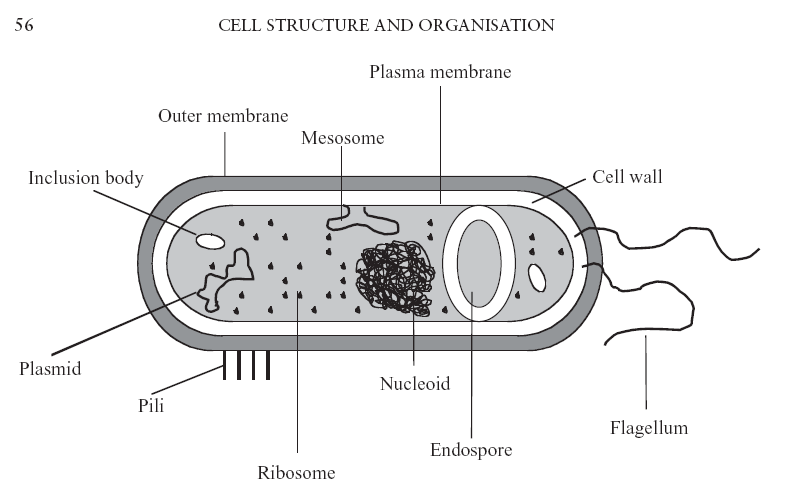 56
CELL STRUCTURE AND ORGANISATION
Plasma membrane
Outer membrane
Mesosome
Inclusion body
Cell wall
Plasmid
Pili
Nucleoid
Flagellum
Endospore
Ribosome